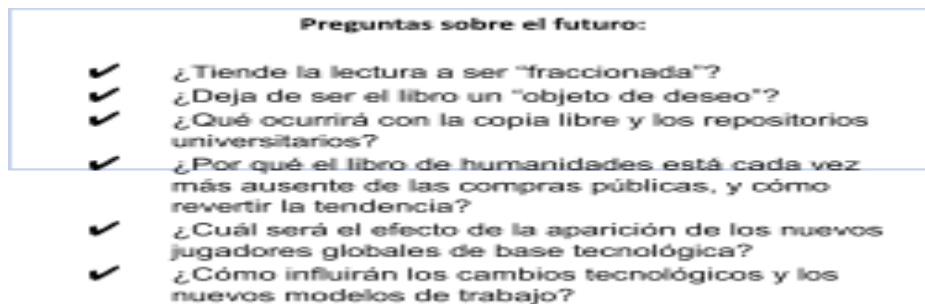 Preguntas sobre el futuro:
✔ ¿Tiende la lectura a ser “fraccionada”?
✔ ¿Deja de ser el libro un “objeto de deseo”?
✔ ¿Qué ocurrirá con la copia libre y los repositorios
universitarios?
✔ ¿Por qué el libro de humanidades está cada vez
más ausente de las compras públicas, y cómo
revertir la tendencia?
✔ ¿Cuál será el efecto de la aparición de los nuevos
jugadores globales de base tecnológica?
✔ ¿Cómo influirán los cambios tecnológicos y los
nuevos modelos de trabajo?